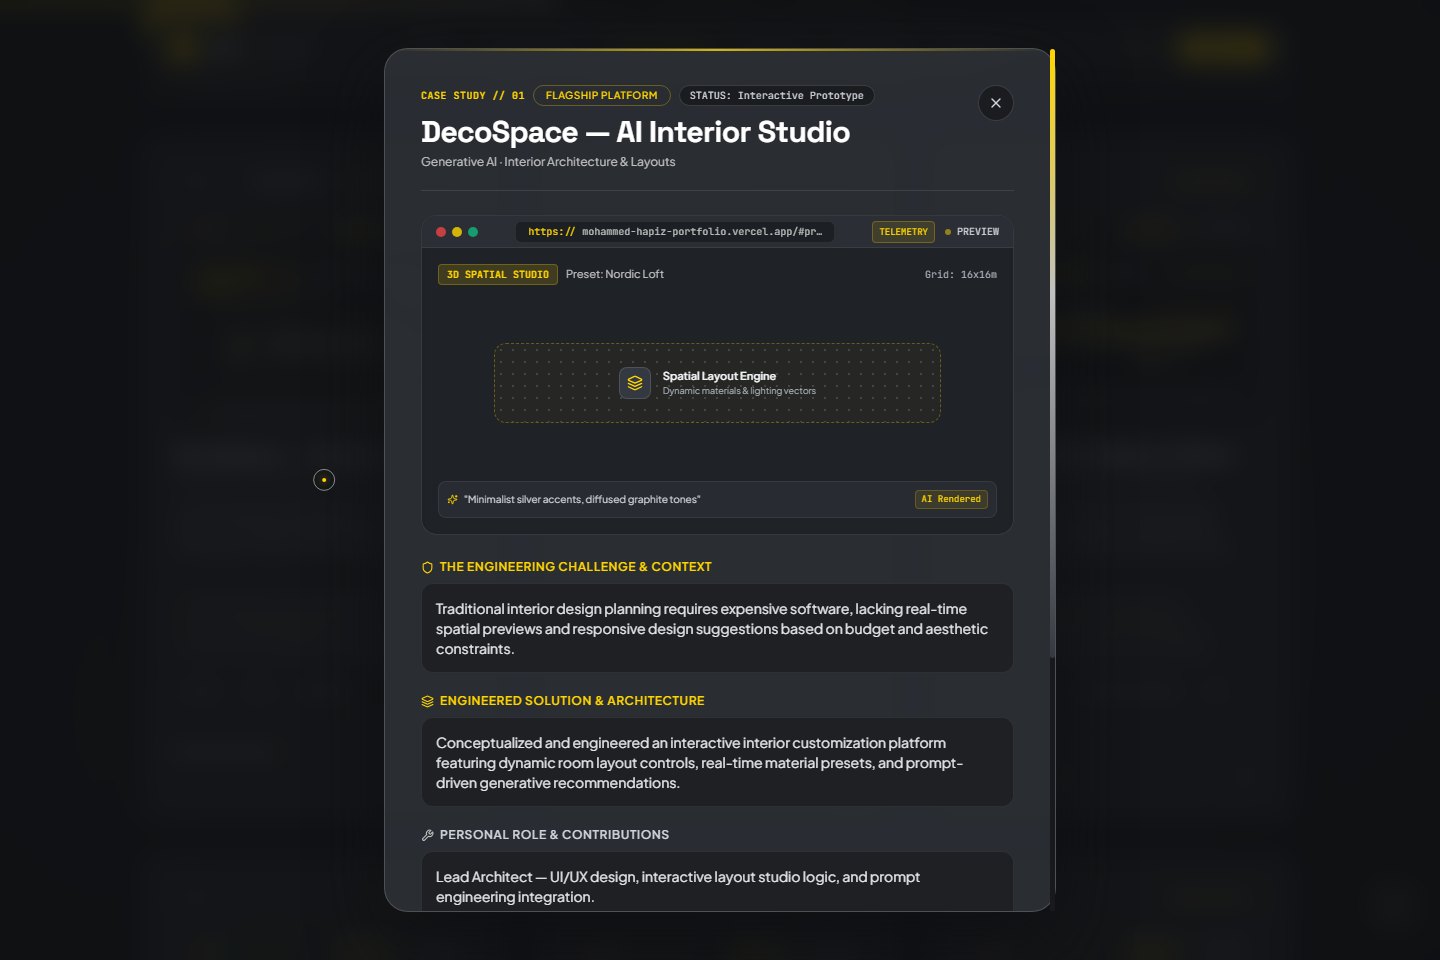 CASE STUDY // 01
FLAGSHIP PLATFORM
STATUS: Interactive Prototype
DecoSpace — AI Interior Studio
Generative AI · Interior Architecture & Layouts
https:// mohammed-hapiz-portfolio.vercel.app/#pr…
TELEMETRY
PREVIEW
3D SPATIAL STUDIO
Preset: Nordic Loft
Grid: 16x16m
Spatial Layout Engine
Dynamic materials & lighting vectors
"Minimalist silver accents, diffused graphite tones"
AI Rendered
THE ENGINEERING CHALLENGE & CONTEXT
Traditional interior design planning requires expensive software, lacking real-time
spatial previews and responsive design suggestions based on budget and aesthetic
constraints.
ENGINEERED SOLUTION & ARCHITECTURE
Conceptualized and engineered an interactive interior customization platform
featuring dynamic room layout controls, real-time material presets, and prompt-
driven generative recommendations.
PERSONAL ROLE & CONTRIBUTIONS
Lead Architect — UI/UX design, interactive layout studio logic, and prompt
engineering integration.